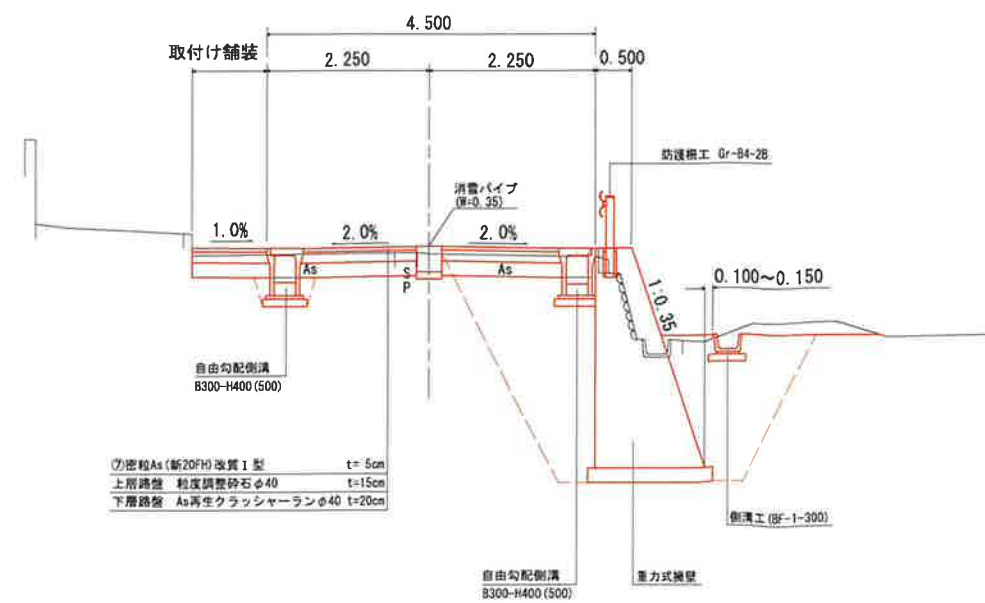 4.500
取付け舗装
2.250
2.250
0.500
防護柵工 Gr-B4-2B
消雪パイプ
(W=0.35)
1.0%
2.0%
2.0%
As
S
P
As
1:0.35
0.100～0.150
自由勾配側溝
B300-H400(500)
⑦密粒As(新20FH)改質Ⅰ型 t= 5cm
上層路盤 粒度調整砕石φ40 t=15cm
下層路盤 As再生クラッシャーランφ40 t=20cm
側溝工(BF-1-300)
自由勾配側溝
B300-H400(500)
重力式擁壁